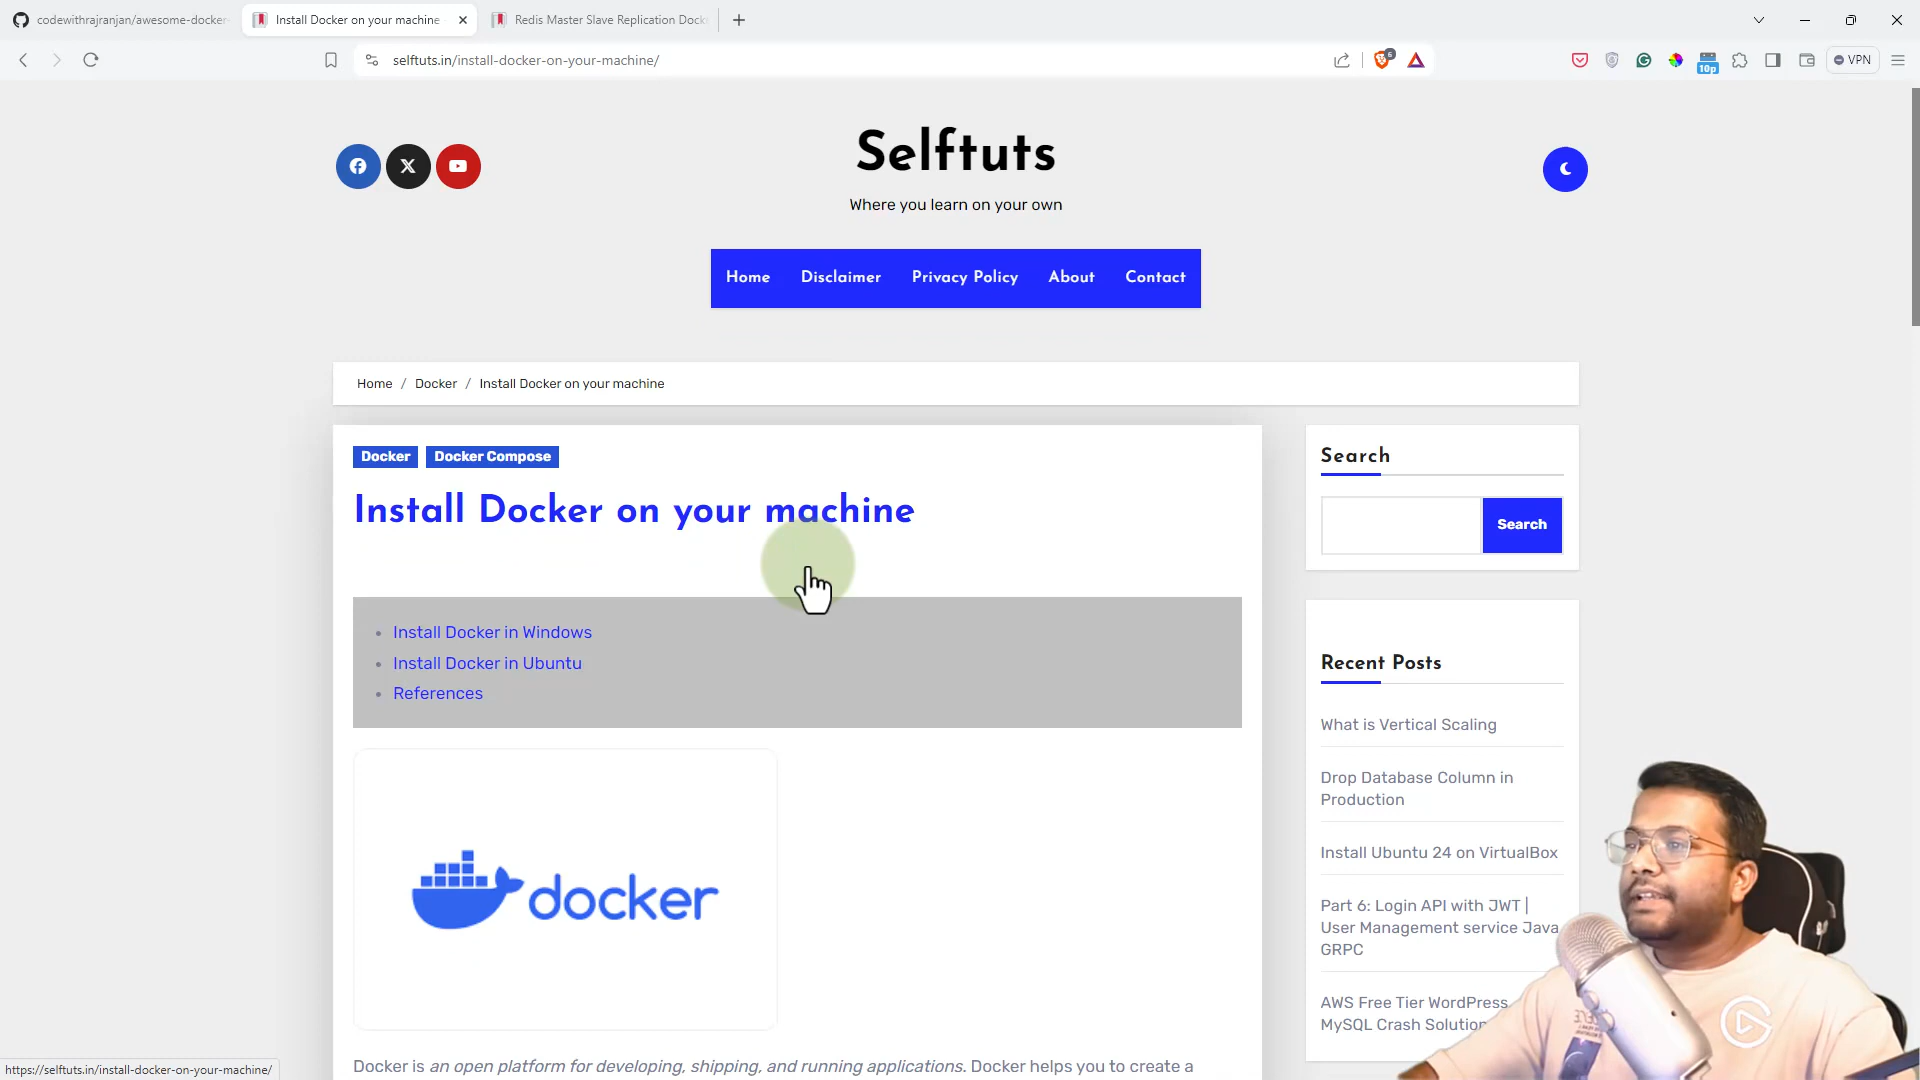 codewithrajranjan/awesome-docker-
Install Docker on your machine
Redis Master Slave Replication Dock
selftuts.in/install-docker-on-your-machine/
6
10p
VPN
Selftuts
Where you learn on your own
Home
Disclaimer
Privacy Policy
About
Contact
Home / Docker / Install Docker on your machine
Docker
Docker Compose
Install Docker on your machine
Install Docker in Windows
Install Docker in Ubuntu
References
docker
Docker is an open platform for developing, shipping, and running applications. Docker helps you to create a
Search
Search
Recent Posts
What is Vertical Scaling
Drop Database Column in
Production
Install Ubuntu 24 on VirtualBox
Part 6: Login API with JWT |
User Management service Java
GRPC
AWS Free Tier WordPress
MySQL Crash Solution
https://selftuts.in/install-docker-on-your-machine/